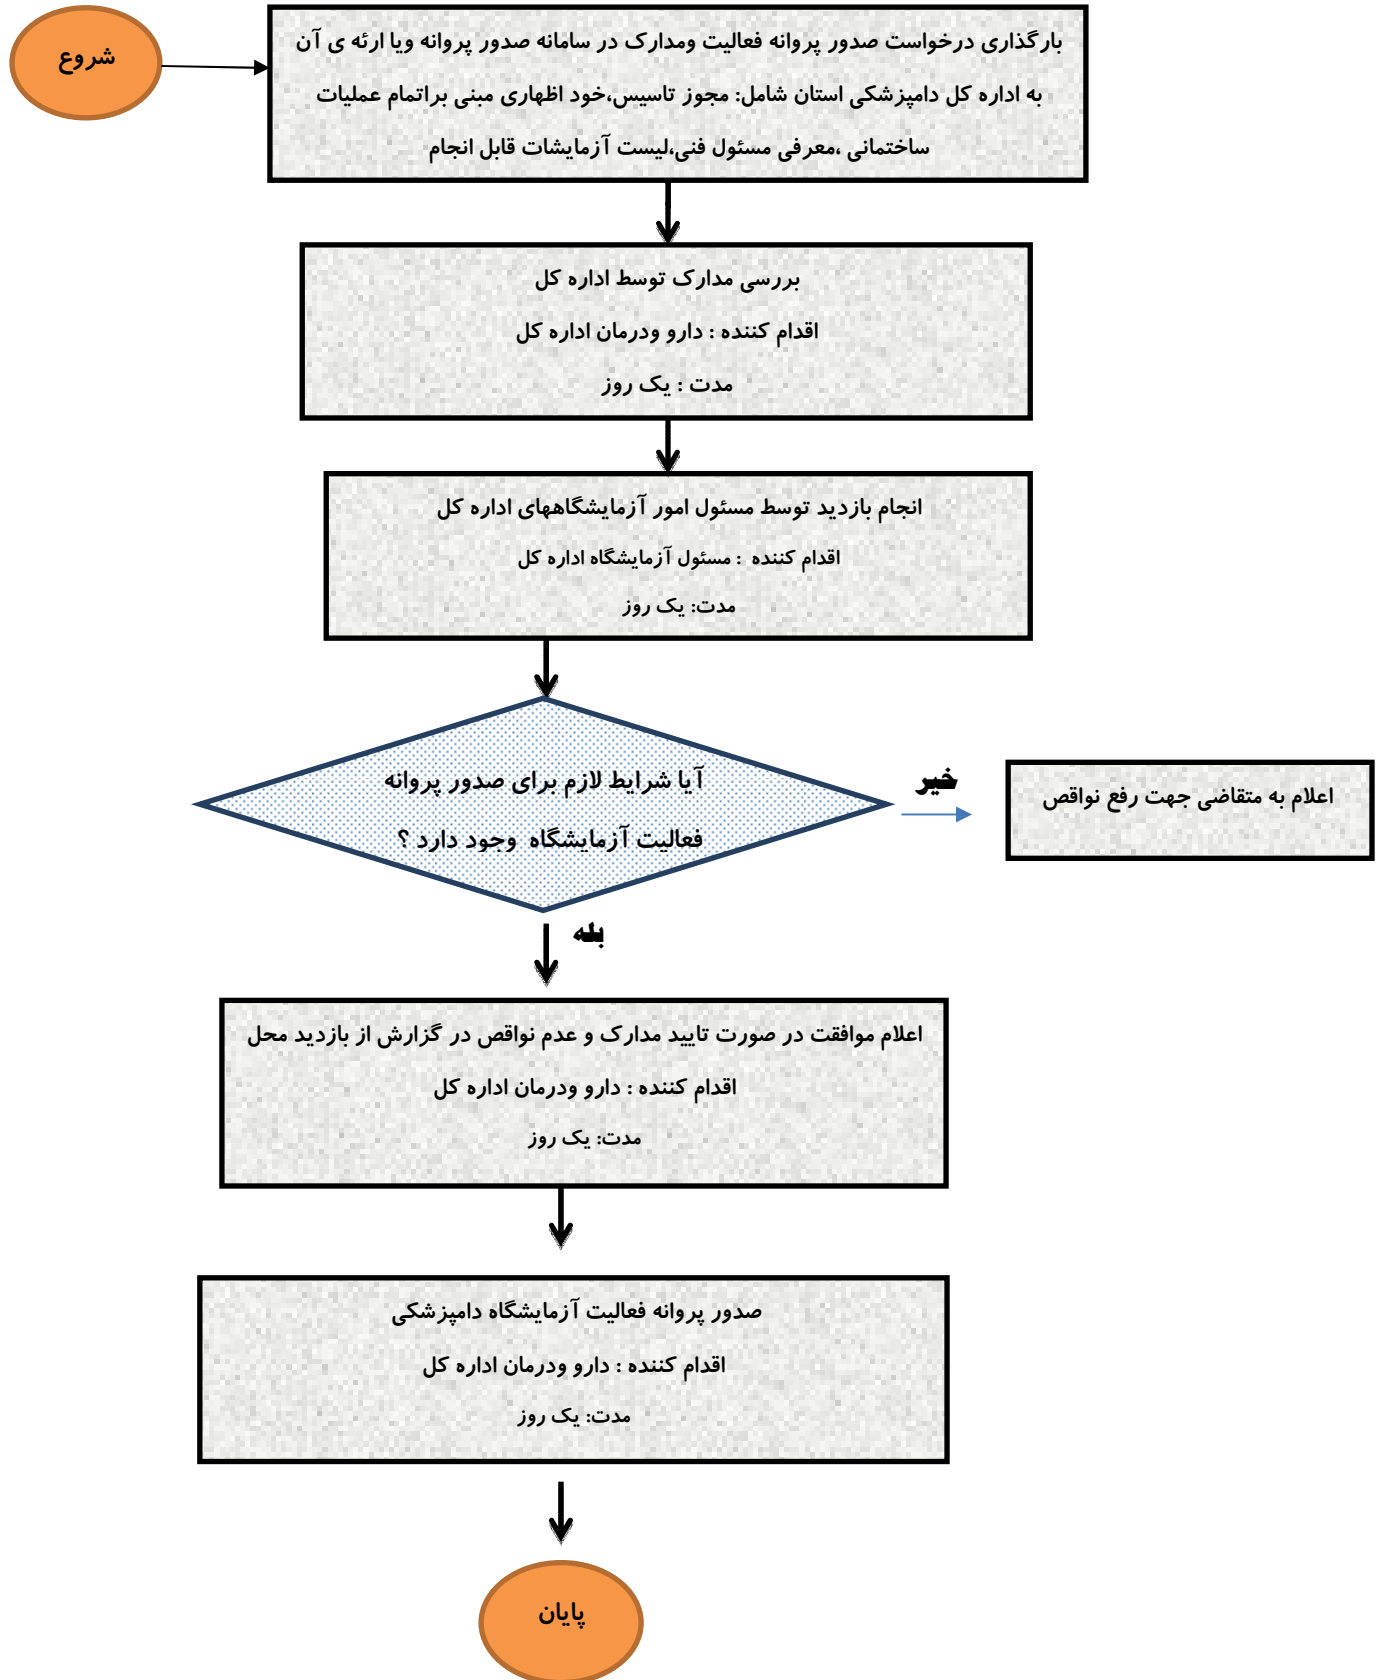 شروع
بارگذاری درخواست صدور پروانه فعالیت ومدارک در سامانه صدور پروانه ویا ارئه ی آن
به اداره کل دامپزشکی استان شامل: مجوز تاسیس،خود اظهاری مبنی براتمام عملیات
ساختمانی ،معرفی مسئول فنی،لیست آزمایشات قابل انجام
بررسی مدارک توسط اداره کل
اقدام کننده : دارو ودرمان اداره کل
مدت : یک روز
انجام بازدید توسط مسئول امور آزمایشگاههای اداره کل
اقدام کننده : مسئول آزمایشگاه اداره کل
مدت: یک روز
آیا شرایط لازم برای صدور پروانه
فعالیت آزمایشگاه وجود دارد ؟
خیر
اعلام به متقاضی جهت رفع نواقص
بله
اعلام موافقت در صورت تایید مدارک و عدم نواقص در گزارش از بازدید محل
اقدام کننده : دارو ودرمان اداره کل
مدت: یک روز
صدور پروانه فعالیت آزمایشگاه دامپزشکی
اقدام کننده : دارو ودرمان اداره کل
مدت: یک روز
پایان